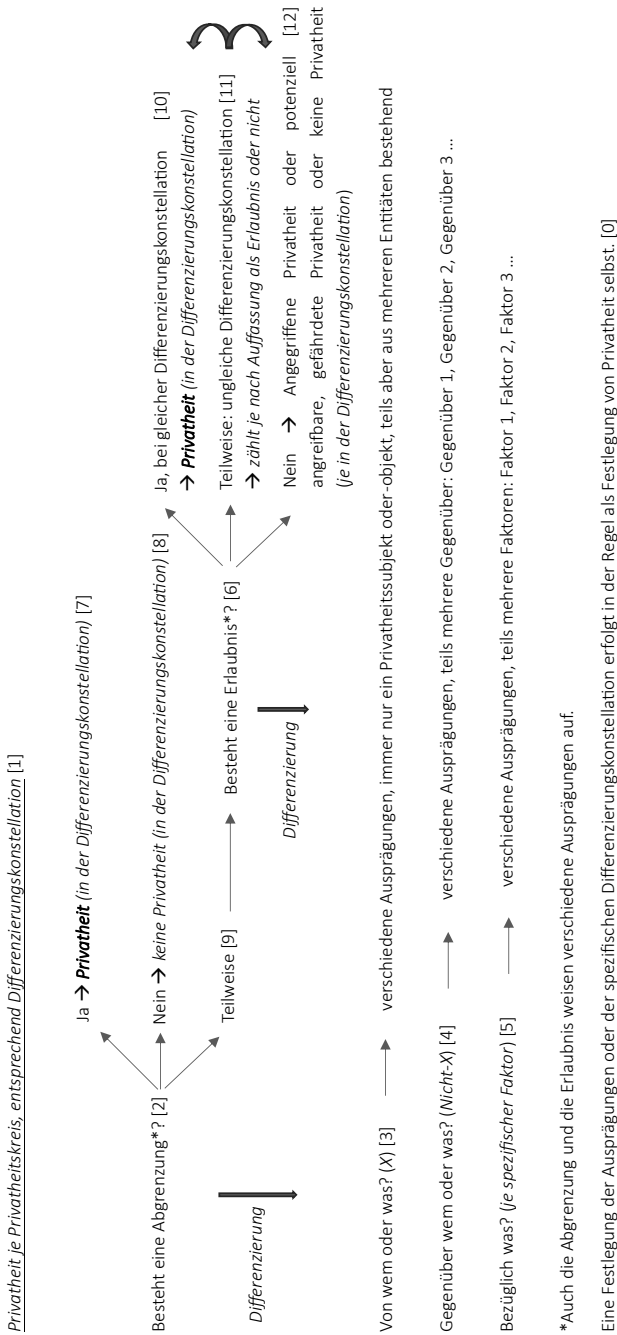 Privatheit je Privatheitskreis, entsprechend Differenzierungskonstellation [1]
Ja → Privatheit (in der Differenzierungskonstellation) [7]
Besteht eine Abgrenzung*? [2]
Nein → keine Privatheit (in der Differenzierungskonstellation) [8]
Teilweise [9]
Besteht eine Erlaubnis*? [6]
Ja, bei gleicher Differenzierungskonstellation [10]
→ Privatheit (in der Differenzierungskonstellation)
Teilweise: ungleiche Differenzierungskonstellation [11]
→ zählt je nach Auffassung als Erlaubnis oder nicht
Nein → Angegriffene Privatheit oder potenziell [12]
angreifbare, gefährdete Privatheit oder keine Privatheit
(je in der Differenzierungskonstellation)
Differenzierung
Differenzierung
Von wem oder was? (X) [3]
verschiedene Ausprägungen, immer nur ein Privatheitssubjekt oder -objekt, teils aber aus mehreren Entitäten bestehend
Gegenüber wem oder was? (Nicht-X) [4]
verschiedene Ausprägungen, teils mehrere Gegenüber: Gegenüber 1, Gegenüber 2, Gegenüber 3 ...
Bezüglich was? (je spezifischer Faktor) [5]
verschiedene Ausprägungen, teils mehrere Faktoren: Faktor 1, Faktor 2, Faktor 3 ...
*Auch die Abgrenzung und die Erlaubnis weisen verschiedene Ausprägungen auf.
Eine Festlegung der Ausprägungen oder der spezifischen Differenzierungskonstellation erfolgt in der Regel als Festlegung von Privatheit selbst. [0]